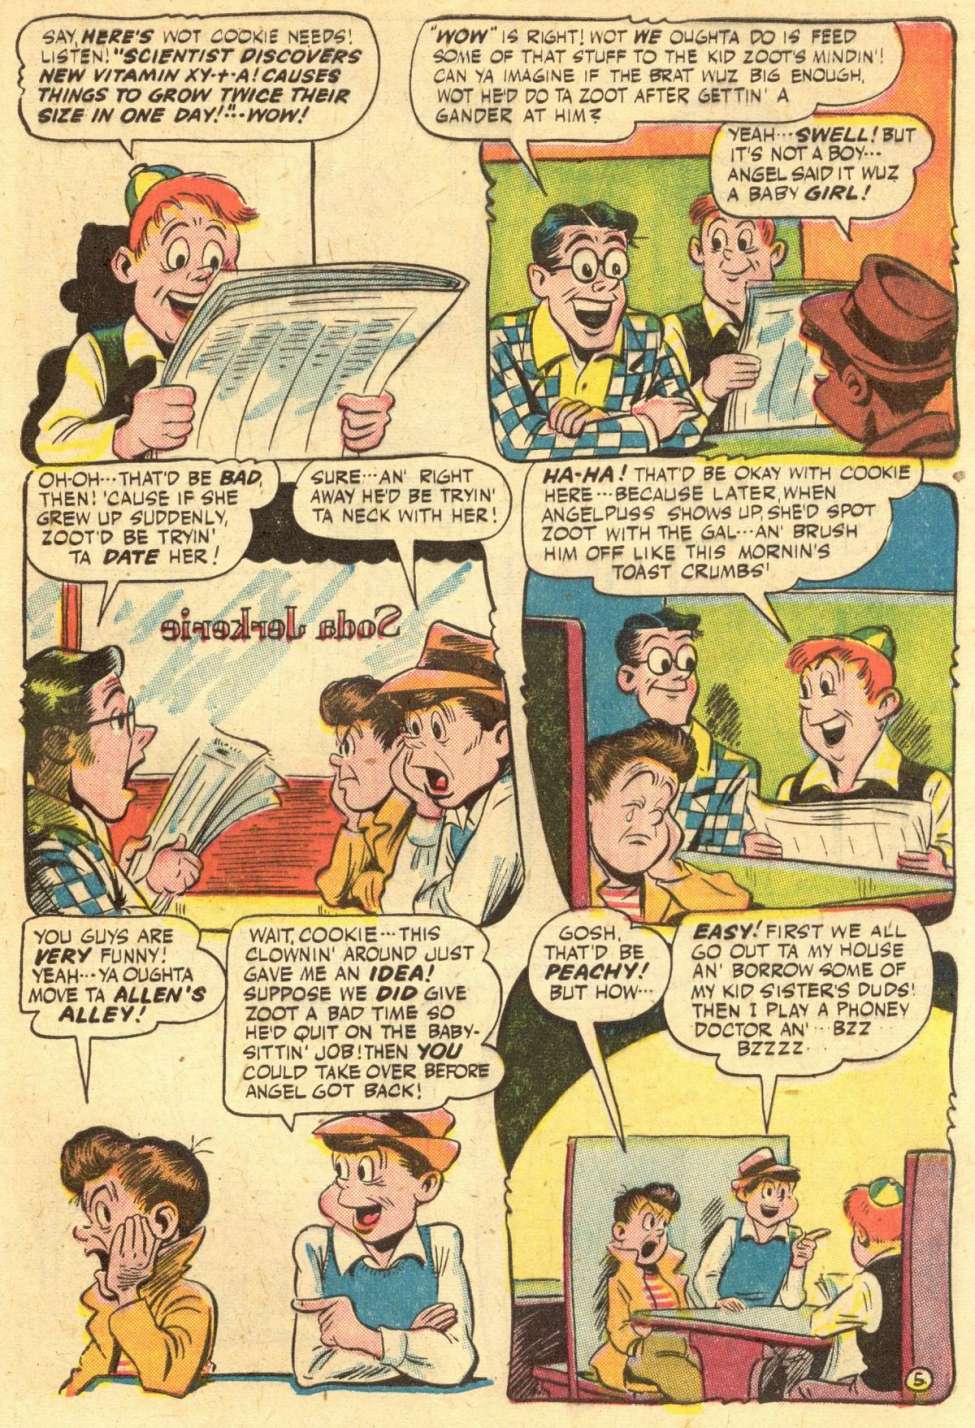 SAY, HERE'S WOT COOKIE NEEDS!
LISTEN! "SCIENTIST DISCOVERS
NEW VITAMIN XY-+-A! CAUSES
THINGS TO GROW TWICE THEIR
SIZE IN ONE DAY!"--WOW!
"WOW" IS RIGHT! WOT WE OUGHTA DO IS FEED
SOME OF THAT STUFF TO THE KID ZOOT'S MINDIN'!
CAN YA IMAGINE IF THE BRAT WUZ BIG ENOUGH,
WOT HE'D DO TA ZOOT AFTER GETTIN' A
GANDER AT HIM?
YEAH---SWELL! BUT
IT'S NOT A BOY---
ANGEL SAID IT WUZ
A BABY GIRL!
OH-OH---THAT'D BE BAD,
THEN! 'CAUSE IF SHE
GREW UP SUDDENLY,
ZOOT'D BE TRYIN'
TA DATE HER!
SURE---AN' RIGHT
AWAY HE'D BE TRYIN'
TA NECK WITH HER!
Soda Jerkerie
HA-HA! THAT'D BE OKAY WITH COOKIE
HERE---BECAUSE LATER, WHEN
ANGELPUSS SHOWS UP, SHE'D SPOT
ZOOT WITH THE GAL---AN' BRUSH
HIM OFF LIKE THIS MORNIN'S
TOAST CRUMBS'
YOU GUYS ARE
VERY FUNNY!
YEAH---YA OUGHTA
MOVE TA ALLEN'S
ALLEY!
WAIT, COOKIE---THIS
CLOWNIN' AROUND JUST
GAVE ME AN IDEA!
SUPPOSE WE DID GIVE
ZOOT A BAD TIME SO
HE'D QUIT ON THE BABY-
SITTIN' JOB! THEN YOU
COULD TAKE OVER BEFORE
ANGEL GOT BACK!
GOSH,
THAT'D BE
PEACHY!
BUT HOW---
EASY! FIRST WE ALL
GO OUT TA MY HOUSE
AN' BORROW SOME OF
MY KID SISTER'S DUDS!
THEN I PLAY A PHONEY
DOCTOR AN'---BZZ--
BZZZZ-
5